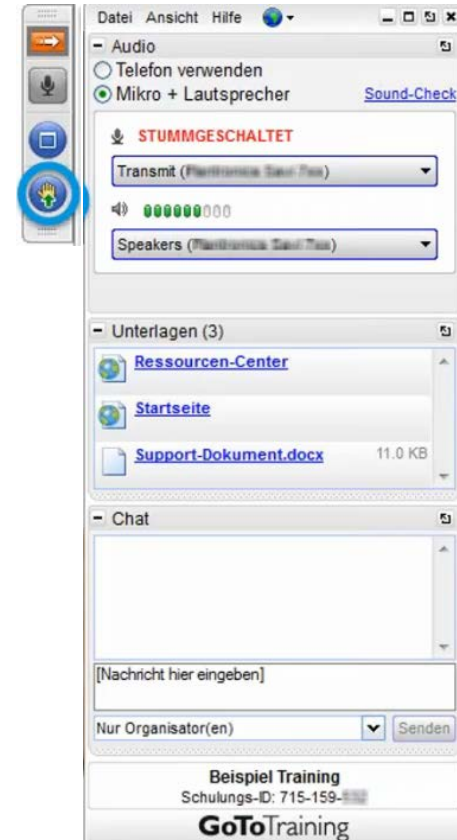 Datei Ansicht Hilfe
Audio
Telefon verwenden
Mikro + Lautsprecher Sound-Check
STUMMGESCHALTET
Transmit ( )
Speakers ( )
Unterlagen (3)
Ressourcen-Center
Startseite
Support-Dokument.docx 11.0 KB
Chat
[Nachricht hier eingeben]
Nur Organisator(en) Senden
Beispiel Training
Schulungs-ID: 715-159-
GoToTraining